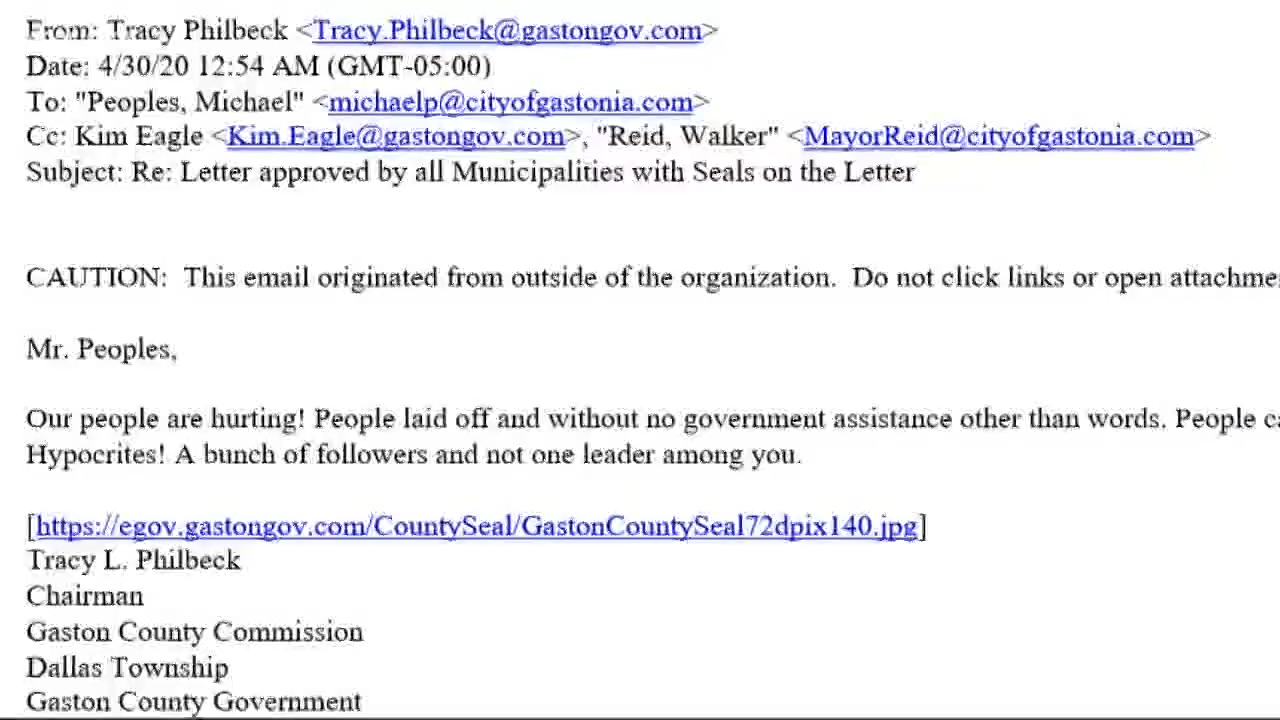 From: Tracy Philbeck <Tracy.Philbeck@gastongov.com>
Date: 4/30/20 12:54 AM (GMT-05:00)
To: "Peoples, Michael" <michaelp@cityofgastonia.com>
Cc: Kim Eagle <Kim.Eagle@gastongov.com>, "Reid, Walker" <MayorReid@cityofgastonia.com>
Subject: Re: Letter approved by all Municipalities with Seals on the Letter
CAUTION:  This email originated from outside of the organization.  Do not click links or open attachme
Mr. Peoples,
Our people are hurting! People laid off and without no government assistance other than words. People ca
Hypocrites! A bunch of followers and not one leader among you.
[https://egov.gastongov.com/CountySeal/GastonCountySeal72dpix140.jpg]
Tracy L. Philbeck
Chairman
Gaston County Commission
Dallas Township
Gaston County Government